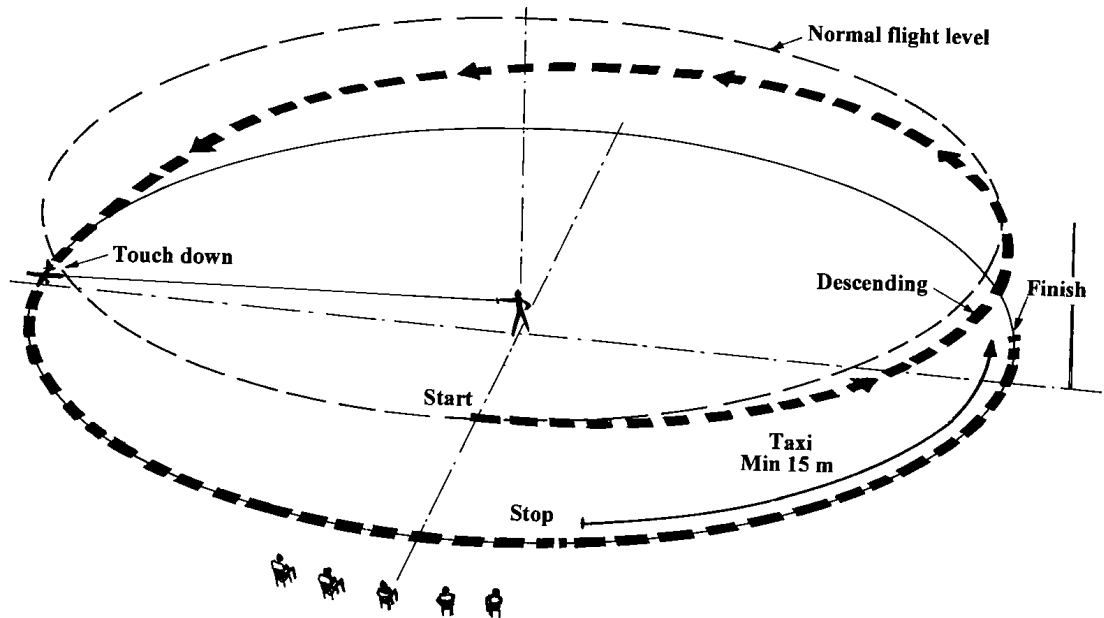 Normal flight level
Touch down
Descending
Finish
Start
Taxi
Min 15 m
Stop